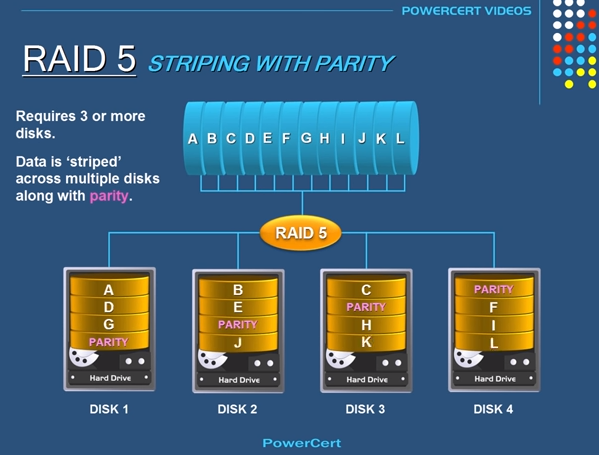 POWERCERT VIDEOS
RAID 5 STRIPING WITH PARITY
Requires 3 or more
disks.
Data is ‘striped’
across multiple disks
along with parity.
A B C D E F G H I J K L
RAID 5
A
D
G
PARITY
Hard Drive
DISK 1
B
E
PARITY
J
Hard Drive
DISK 2
C
PARITY
H
K
Hard Drive
DISK 3
PARITY
F
I
L
Hard Drive
DISK 4
PowerCert